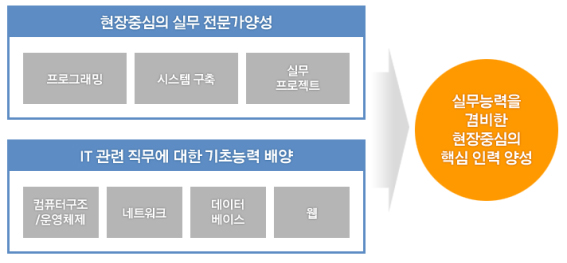 현장중심의 실무 전문가양성
프로그래밍
시스템 구축
실무
프로젝트
IT 관련 직무에 대한 기초능력 배양
컴퓨터구조
/운영체제
네트워크
데이터
베이스
웹
실무능력을
겸비한
현장중심의
핵심 인력 양성